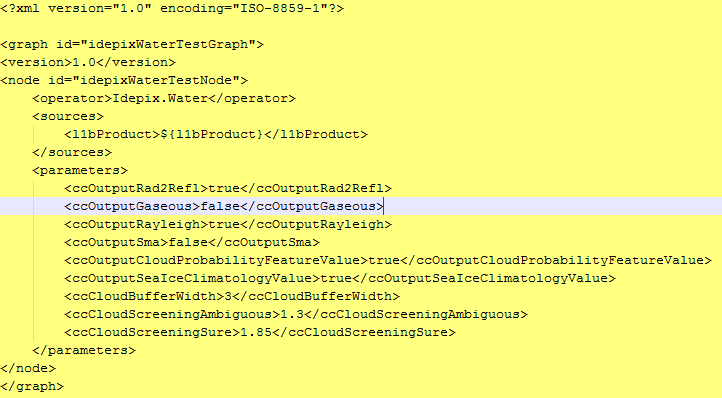 <?xml version="1.0" encoding="ISO-8859-1"?>

<graph id="idepixWaterTestGraph">
<version>1.0</version>
<node id="idepixWaterTestNode">
    <operator>Idepix.Water</operator>
    <sources>
        <l1bProduct>${l1bProduct}</l1bProduct>
    </sources>
    <parameters>
        <ccOutputRad2Refl>true</ccOutputRad2Refl>
        <ccOutputGaseous>false</ccOutputGaseous>
        <ccOutputRayleigh>true</ccOutputRayleigh>
        <ccOutputSma>false</ccOutputSma>
        <ccOutputCloudProbabilityFeatureValue>true</ccOutputCloudProbabilityFeatureValue>
        <ccOutputSeaIceClimatologyValue>true</ccOutputSeaIceClimatologyValue>
        <ccCloudBufferWidth>3</ccCloudBufferWidth>
        <ccCloudScreeningAmbiguous>1.3</ccCloudScreeningAmbiguous>
        <ccCloudScreeningSure>1.85</ccCloudScreeningSure>
    </parameters>
</node>
</graph>